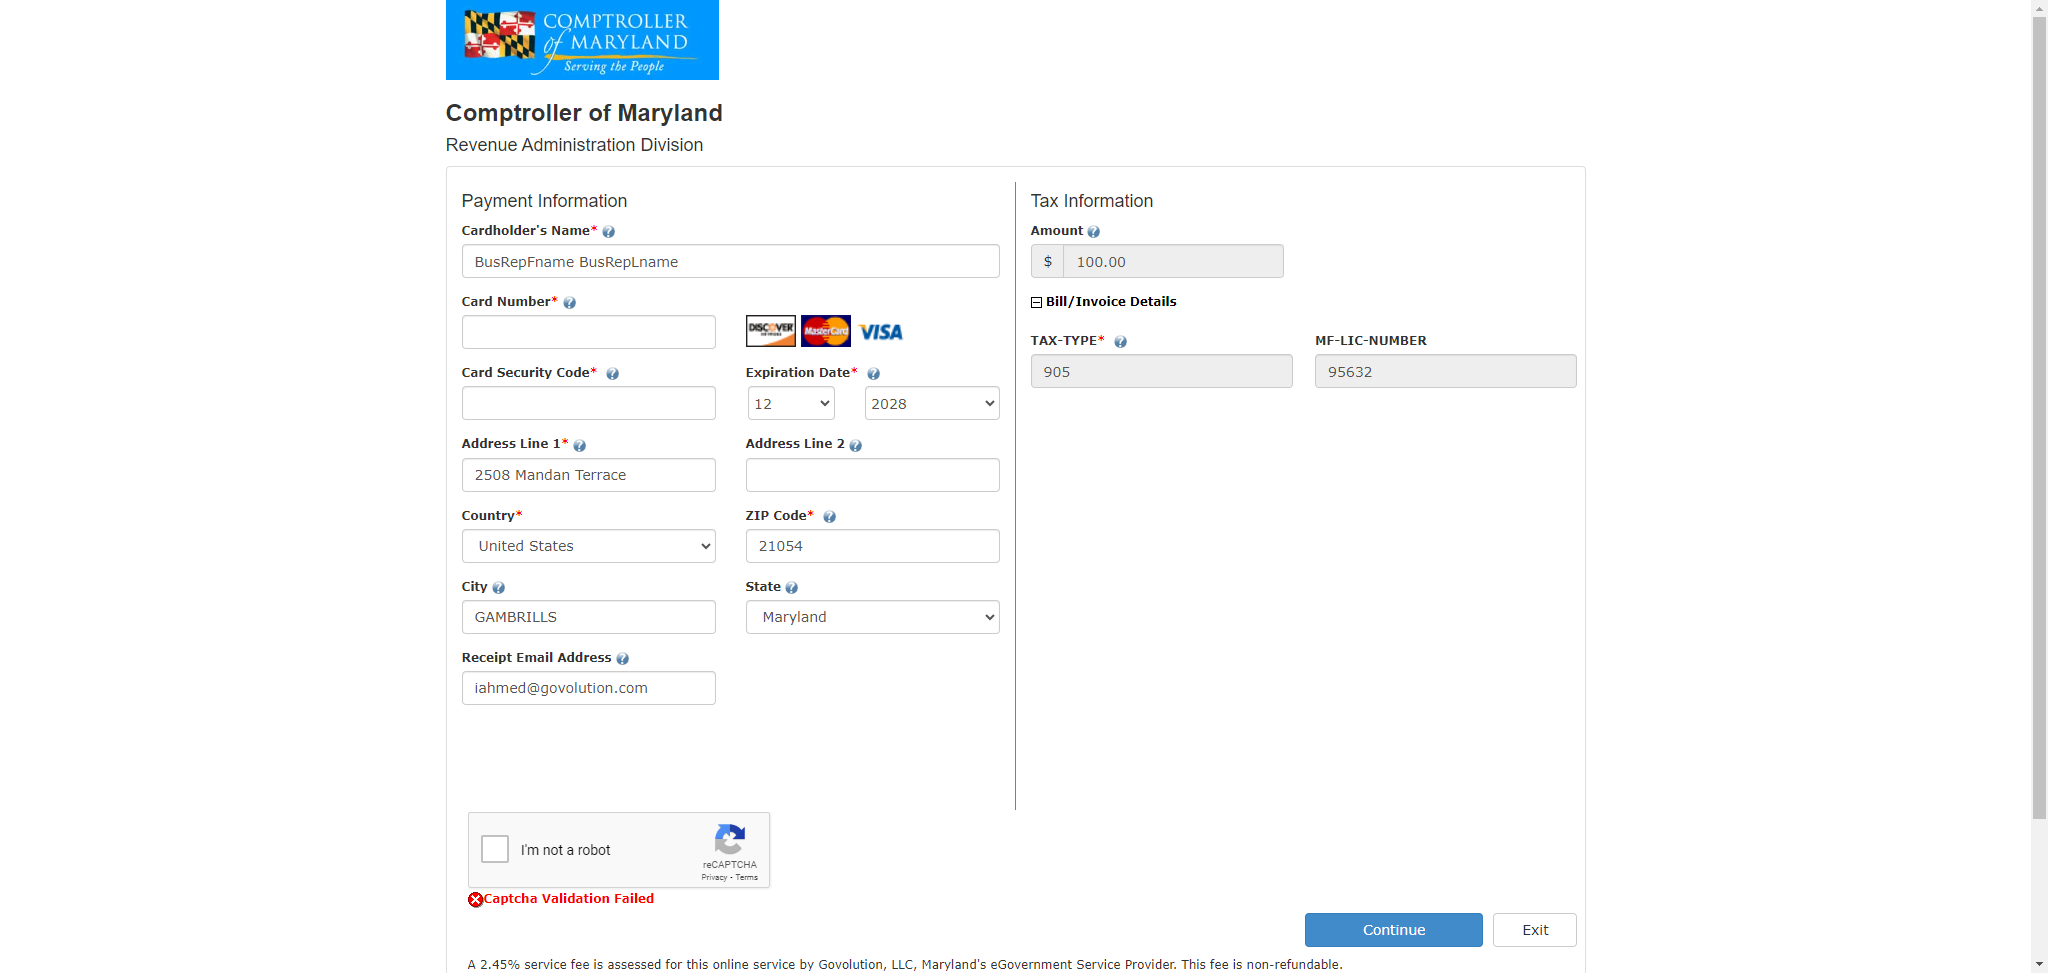 COMPTROLLER
of MARYLAND
Serving the People
Comptroller of Maryland
Revenue Administration Division
Payment Information
Cardholder's Name*
BusRepFname BusRepLname
Card Number*
DISCOVER
NETWORK
MasterCard
VISA
Card Security Code*
Expiration Date*
12
2028
Address Line 1*
Address Line 2
2508 Mandan Terrace
Country*
ZIP Code*
United States
21054
City
State
GAMBRILLS
Maryland
Receipt Email Address
iahmed@govolution.com
Tax Information
Amount
$ 100.00
Bill/Invoice Details
TAX-TYPE*
MF-LIC-NUMBER
905
95632
I'm not a robot
reCAPTCHA
Privacy - Terms
Captcha Validation Failed
Continue
Exit
A 2.45% service fee is assessed for this online service by Govolution, LLC, Maryland's eGovernment Service Provider. This fee is non-refundable.